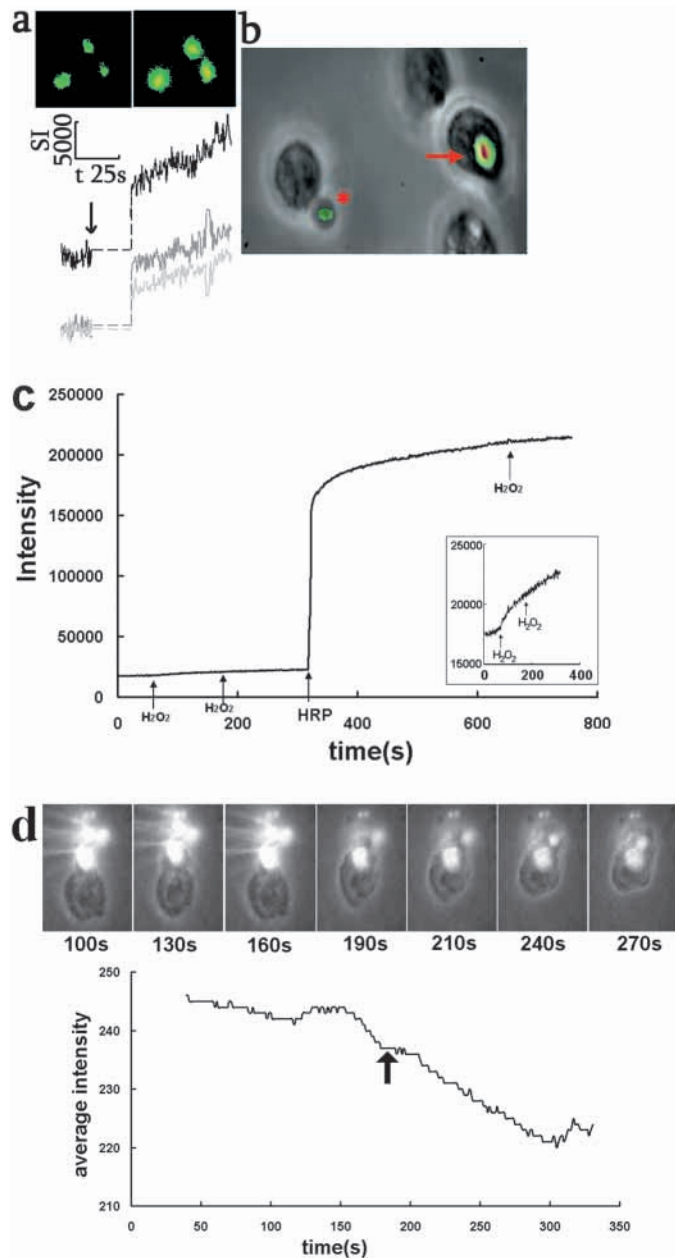 a
b
SI
5000
t 25s
c
250000
200000
150000
100000
50000
0
Intensity
H2O2
H2O2
HRP
H2O2
0
200
400
600
800
time(s)
25000
20000
15000
H2O2
H2O2
0
200
400
d
100s 130s 160s 190s 210s 240s 270s
250
240
230
220
210
average intensity
0 50 100 150 200 250 300 350
time(s)